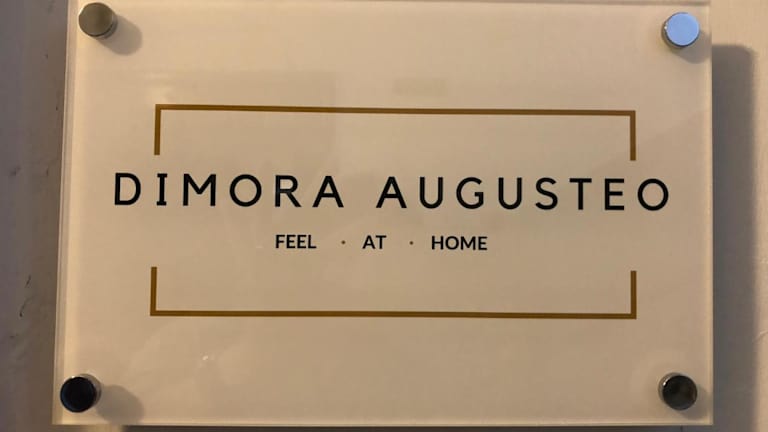 DIMORA AUGUSTEO
FEEL · AT · HOME